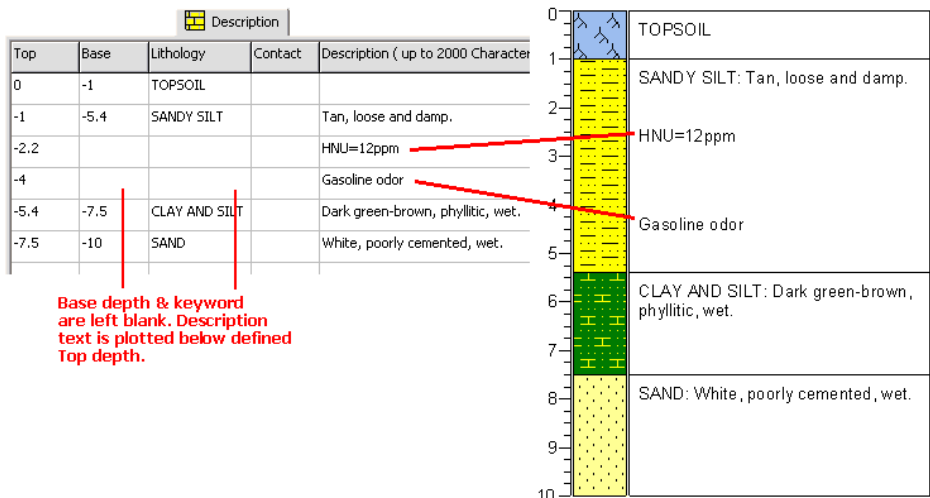 Description
Top Base Lithology Contact Description ( up to 2000 Character
0 -1 TOPSOIL
-1 -5.4 SANDY SILT Tan, loose and damp.
-2.2 HNU=12ppm
-4 Gasoline odor
-5.4 -7.5 CLAY AND SILT Dark green-brown, phyllitic, wet.
-7.5 -10 SAND White, poorly cemented, wet.
Base depth & keyword
are left blank. Description
text is plotted below defined
Top depth.
0
TOPSOIL
1
SANDY SILT: Tan, loose and damp.
2
HNU=12ppm
3
4
Gasoline odor
5
CLAY AND SILT: Dark green-brown,
6
phyllitic, wet.
7
8
SAND: White, poorly cemented, wet.
9
10